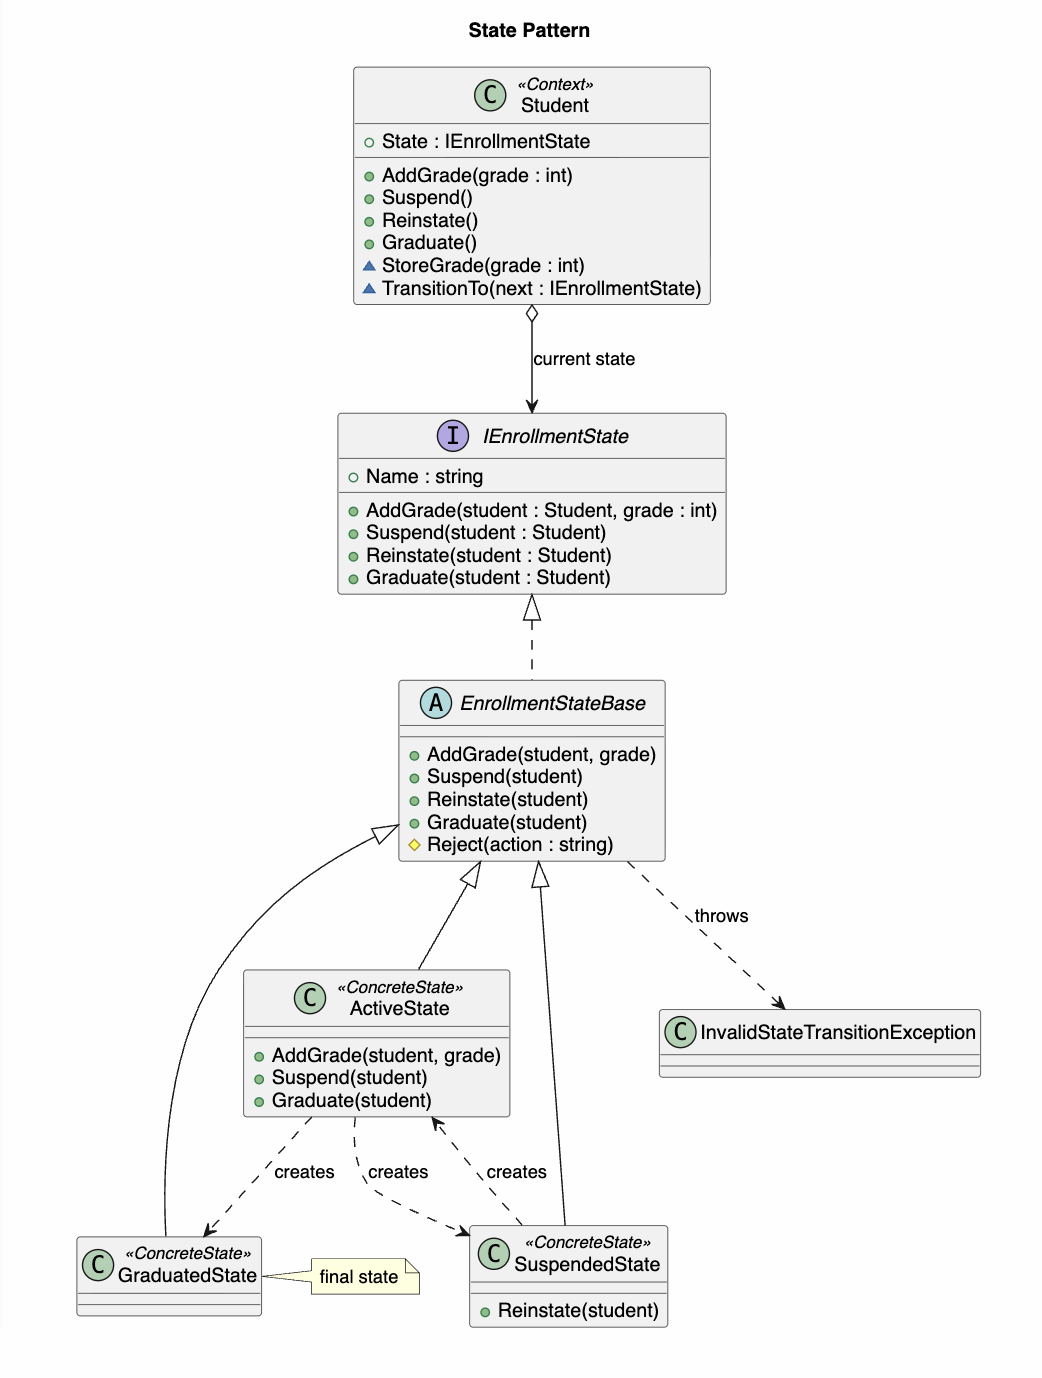 State Pattern
C
«Context»
Student
State : IEnrollmentState
AddGrade(grade : int)
Suspend()
Reinstate()
Graduate()
StoreGrade(grade : int)
TransitionTo(next : IEnrollmentState)
current state
I
IEnrollmentState
Name : string
AddGrade(student : Student, grade : int)
Suspend(student : Student)
Reinstate(student : Student)
Graduate(student : Student)
A
EnrollmentStateBase
AddGrade(student, grade)
Suspend(student)
Reinstate(student)
Graduate(student)
Reject(action : string)
throws
C
«ConcreteState»
ActiveState
AddGrade(student, grade)
Suspend(student)
Graduate(student)
C
InvalidStateTransitionException
creates
creates
creates
C
«ConcreteState»
GraduatedState
final state
C
«ConcreteState»
SuspendedState
Reinstate(student)